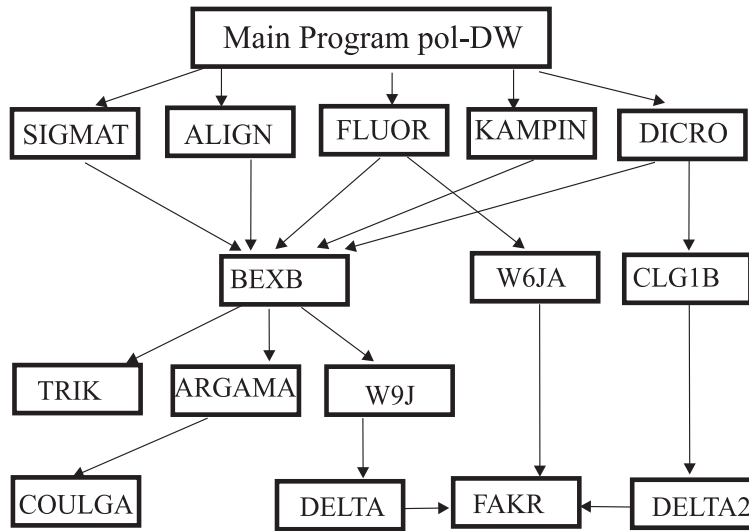 Main Program pol-DW
SIGMAT
ALIGN
FLUOR
KAMPIN
DICRO
BEXB
W6JA
CLG1B
TRIK
ARGAMA
W9J
COULGA
DELTA
FAKR
DELTA2